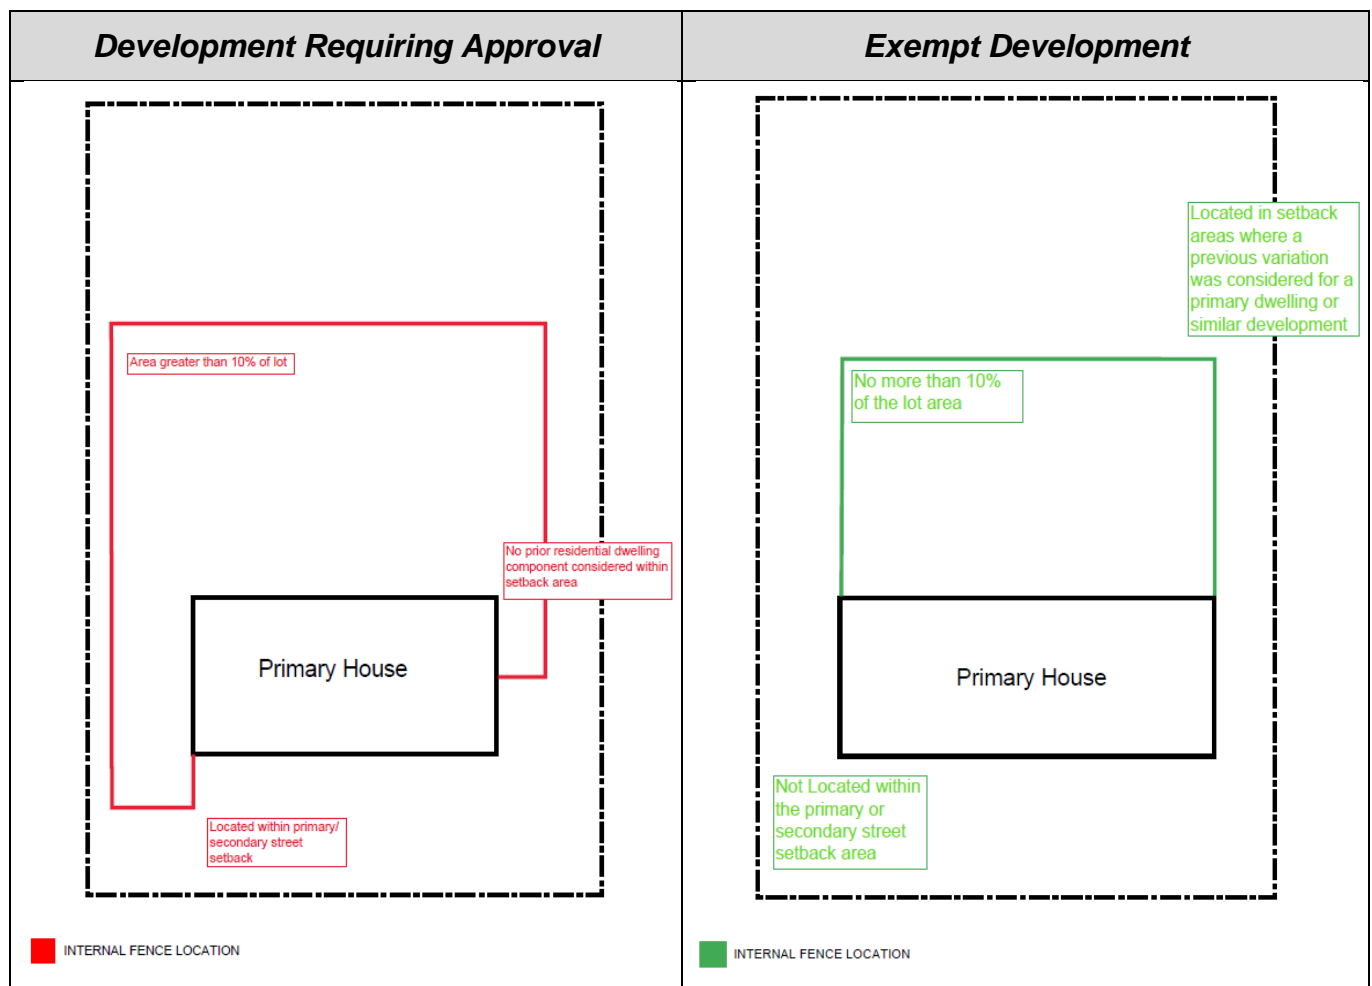 Development Requiring Approval
Exempt Development
Area greater than 10% of lot
No prior residential dwelling
component considered within
setback area
Primary House
Located within primary/
secondary street
setback
INTERNAL FENCE LOCATION
Located in setback
areas where a
previous variation
was considered for a
primary dwelling or
similar development
No more than 10%
of the lot area
Primary House
Not Located within
the primary or
secondary street
setback area
INTERNAL FENCE LOCATION